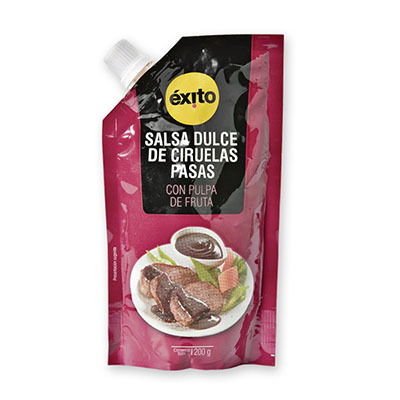 éxito
SALSA DULCE
DE CIRUELAS
PASAS
CON PULPA
DE FRUTA
200 g